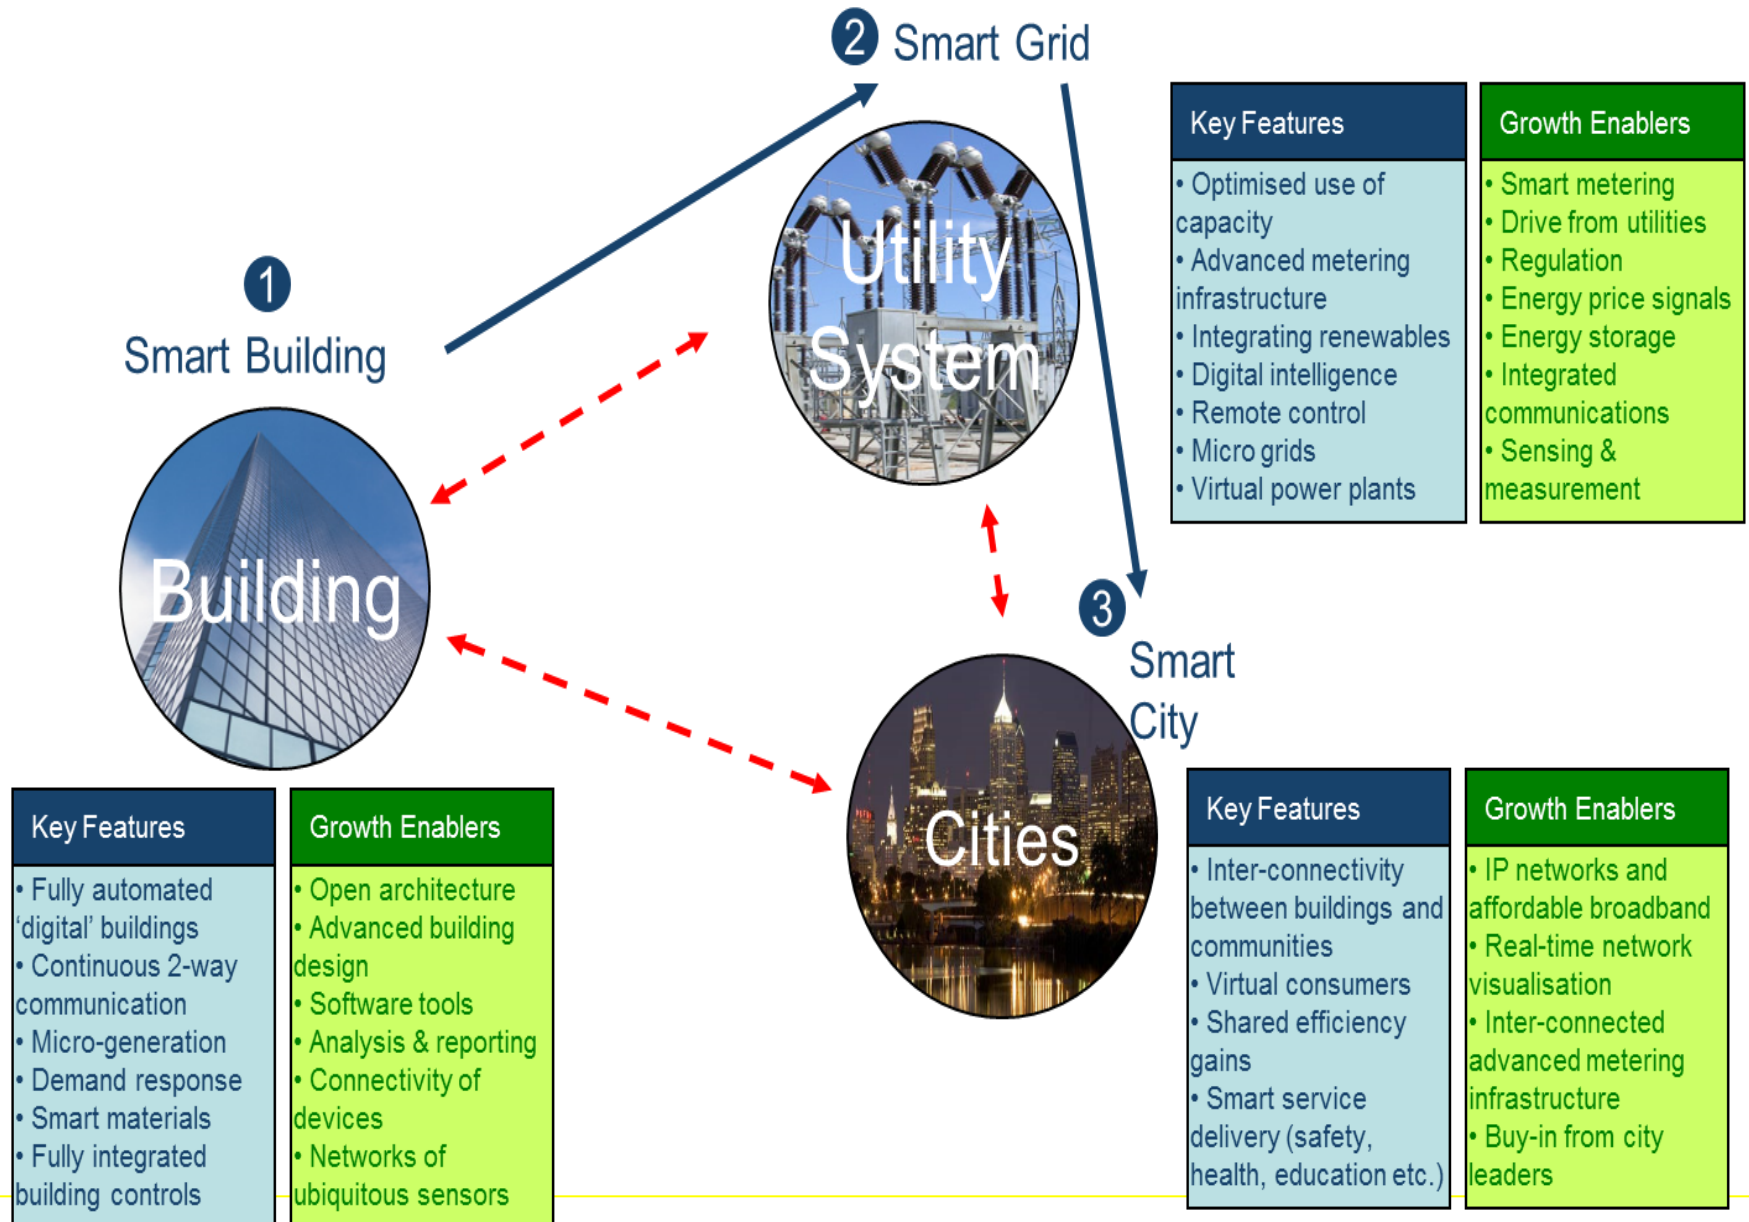 2 Smart Grid
1
Smart Building
Utility
System
Building
3
Smart
City
Cities
Key Features
• Optimised use of
capacity
• Advanced metering
infrastructure
• Integrating renewables
• Digital intelligence
• Remote control
• Micro grids
• Virtual power plants
Growth Enablers
• Smart metering
• Drive from utilities
• Regulation
• Energy price signals
• Energy storage
• Integrated
communications
• Sensing &
measurement
Key Features
• Fully automated
‘digital’ buildings
• Continuous 2-way
communication
• Micro-generation
• Demand response
• Smart materials
• Fully integrated
building controls
Growth Enablers
• Open architecture
• Advanced building
design
• Software tools
• Analysis & reporting
• Connectivity of
devices
• Networks of
ubiquitous sensors
Key Features
• Inter-connectivity
between buildings and
communities
• Virtual consumers
• Shared efficiency
gains
• Smart service
delivery (safety,
health, education etc.)
Growth Enablers
• IP networks and
affordable broadband
• Real-time network
visualisation
• Inter-connected
advanced metering
infrastructure
• Buy-in from city
leaders